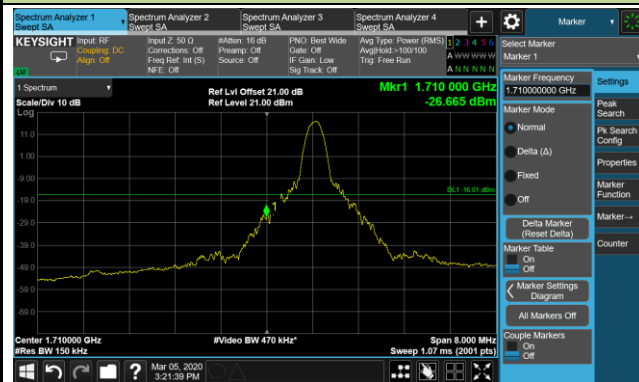 Spectrum Analyzer 1
Swept SA
Spectrum Analyzer 2
Swept SA
Spectrum Analyzer 3
Swept SA
Spectrum Analyzer 4
Swept SA
Marker
KEYSIGHT
Input: RF
Coupling: DC
Align: Off
Input Z: 50 Ω
Corrections: Off
Freq Ref: Int (S)
NFE: Off
#Atten: 16 dB
Preamp: Off
Source: Off
PNO: Best Wide
Gate: Off
IF Gain: Low
Sig Track: Off
Avg Type: Power (RMS)
Avg|Hold:>100/100
Trig: Free Run
1 2 3 4 5 6
A W W W W W
A N N N N N
Select Marker
Marker 1
1 Spectrum
Scale/Div 10 dB
Log
Ref Lvl Offset 21.00 dB
Ref Level 21.00 dBm
Mkr1 1.710 000 GHz
-26.665 dBm
11.0
1.00
-9.00
-19.0
-29.0
-39.0
-49.0
-59.0
-69.0
DL1 -16.01 dBm
1
Center 1.710000 GHz
#Res BW 150 kHz
#Video BW 470 kHz*
Span 8.000 MHz
Sweep 1.07 ms (2001 pts)
Marker Frequency
1.710000000 GHz
Marker Mode
Normal
Delta (Δ)
Fixed
Off
Delta Marker
(Reset Delta)
Marker Table
On
Off
Marker Settings
Diagram
All Markers Off
Couple Markers
On
Off
Settings
Peak
Search
Pk Search
Config
Properties
Marker
Function
Marker→
Counter
Mar 05, 2020
3:21:39 PM